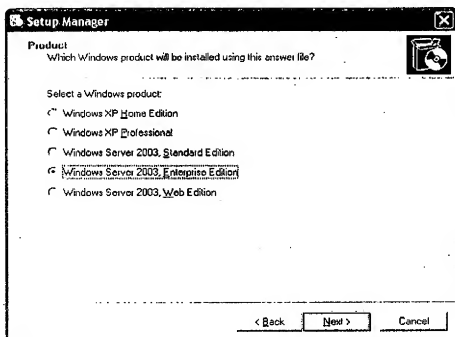 Setup Manager
Product
Which Windows product will be installed using this answer file?
Select a Windows product:
Windows XP Home Edition
Windows XP Professional
Windows Server 2003, Standard Edition
Windows Server 2003, Enterprise Edition
Windows Server 2003, Web Edition
< Back
Next >
Cancel